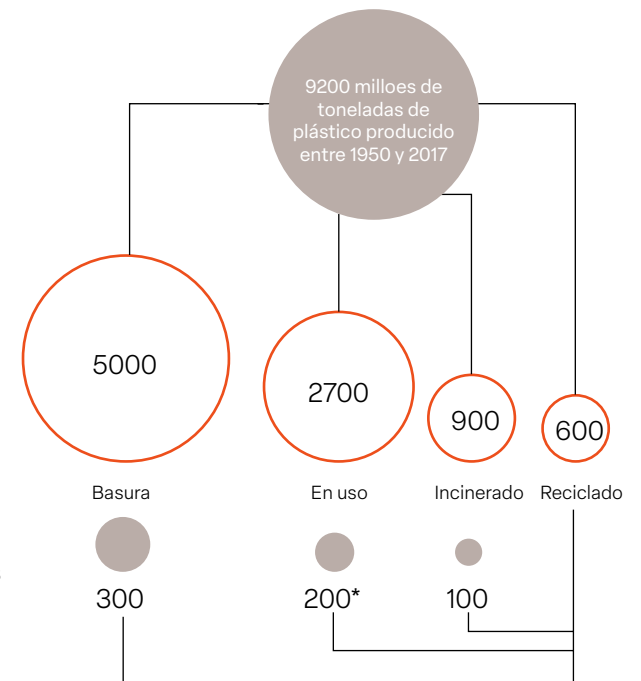 9200 milloes de
toneladas de
plástico producido
entre 1950 y 2017
5000
2700
900
600
Basura
En uso
Incinerado
Reciclado
300
200*
100